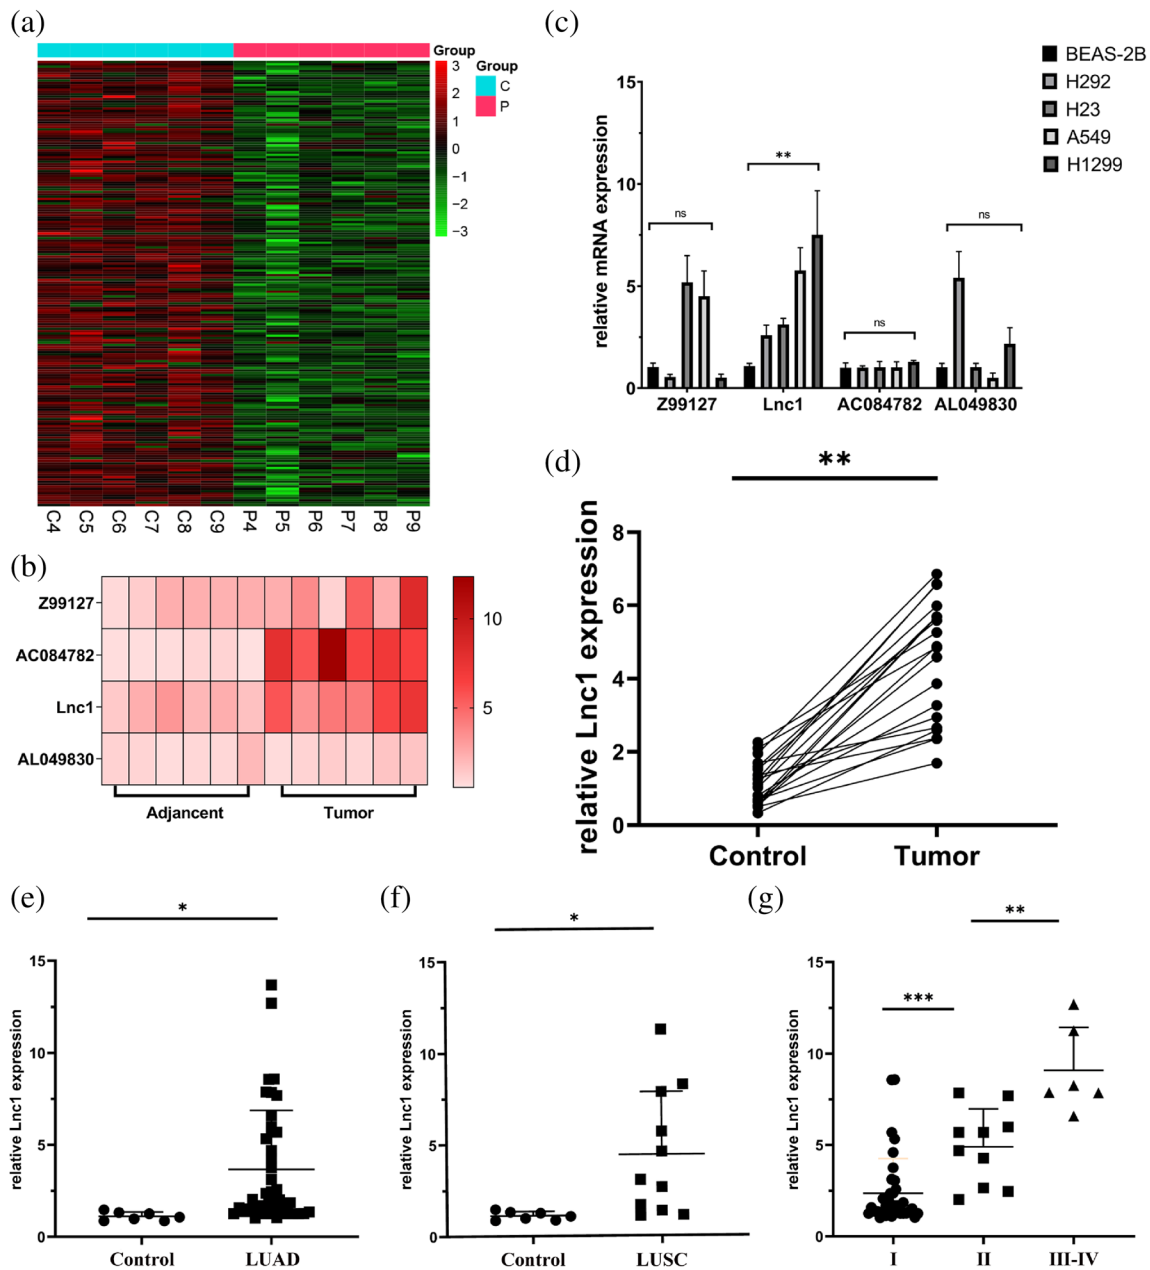 (a)
Group
3
2
1
0
−1
−2
−3
Group
C
P
C4 C5 C6 C7 C8 C9 P4 P5 P6 P7 P8 P9
(b)
Z99127
AC084782
Lnc1
AL049830
10
5
Adjancent Tumor
(c)
BEAS-2B
H292
H23
A549
H1299
relative mRNA expression
15
10
5
0
ns
**
ns
ns
Z99127 Lnc1 AC084782 AL049830
(d)
**
relative Lnc1 expression
8
6
4
2
0
Control Tumor
(e)
*
relative Lnc1 expression
15
10
5
0
Control LUAD
(f)
*
relative Lnc1 expression
15
10
5
0
Control LUSC
(g)
**
***
relative Lnc1 expression
15
10
5
0
I II III-IV